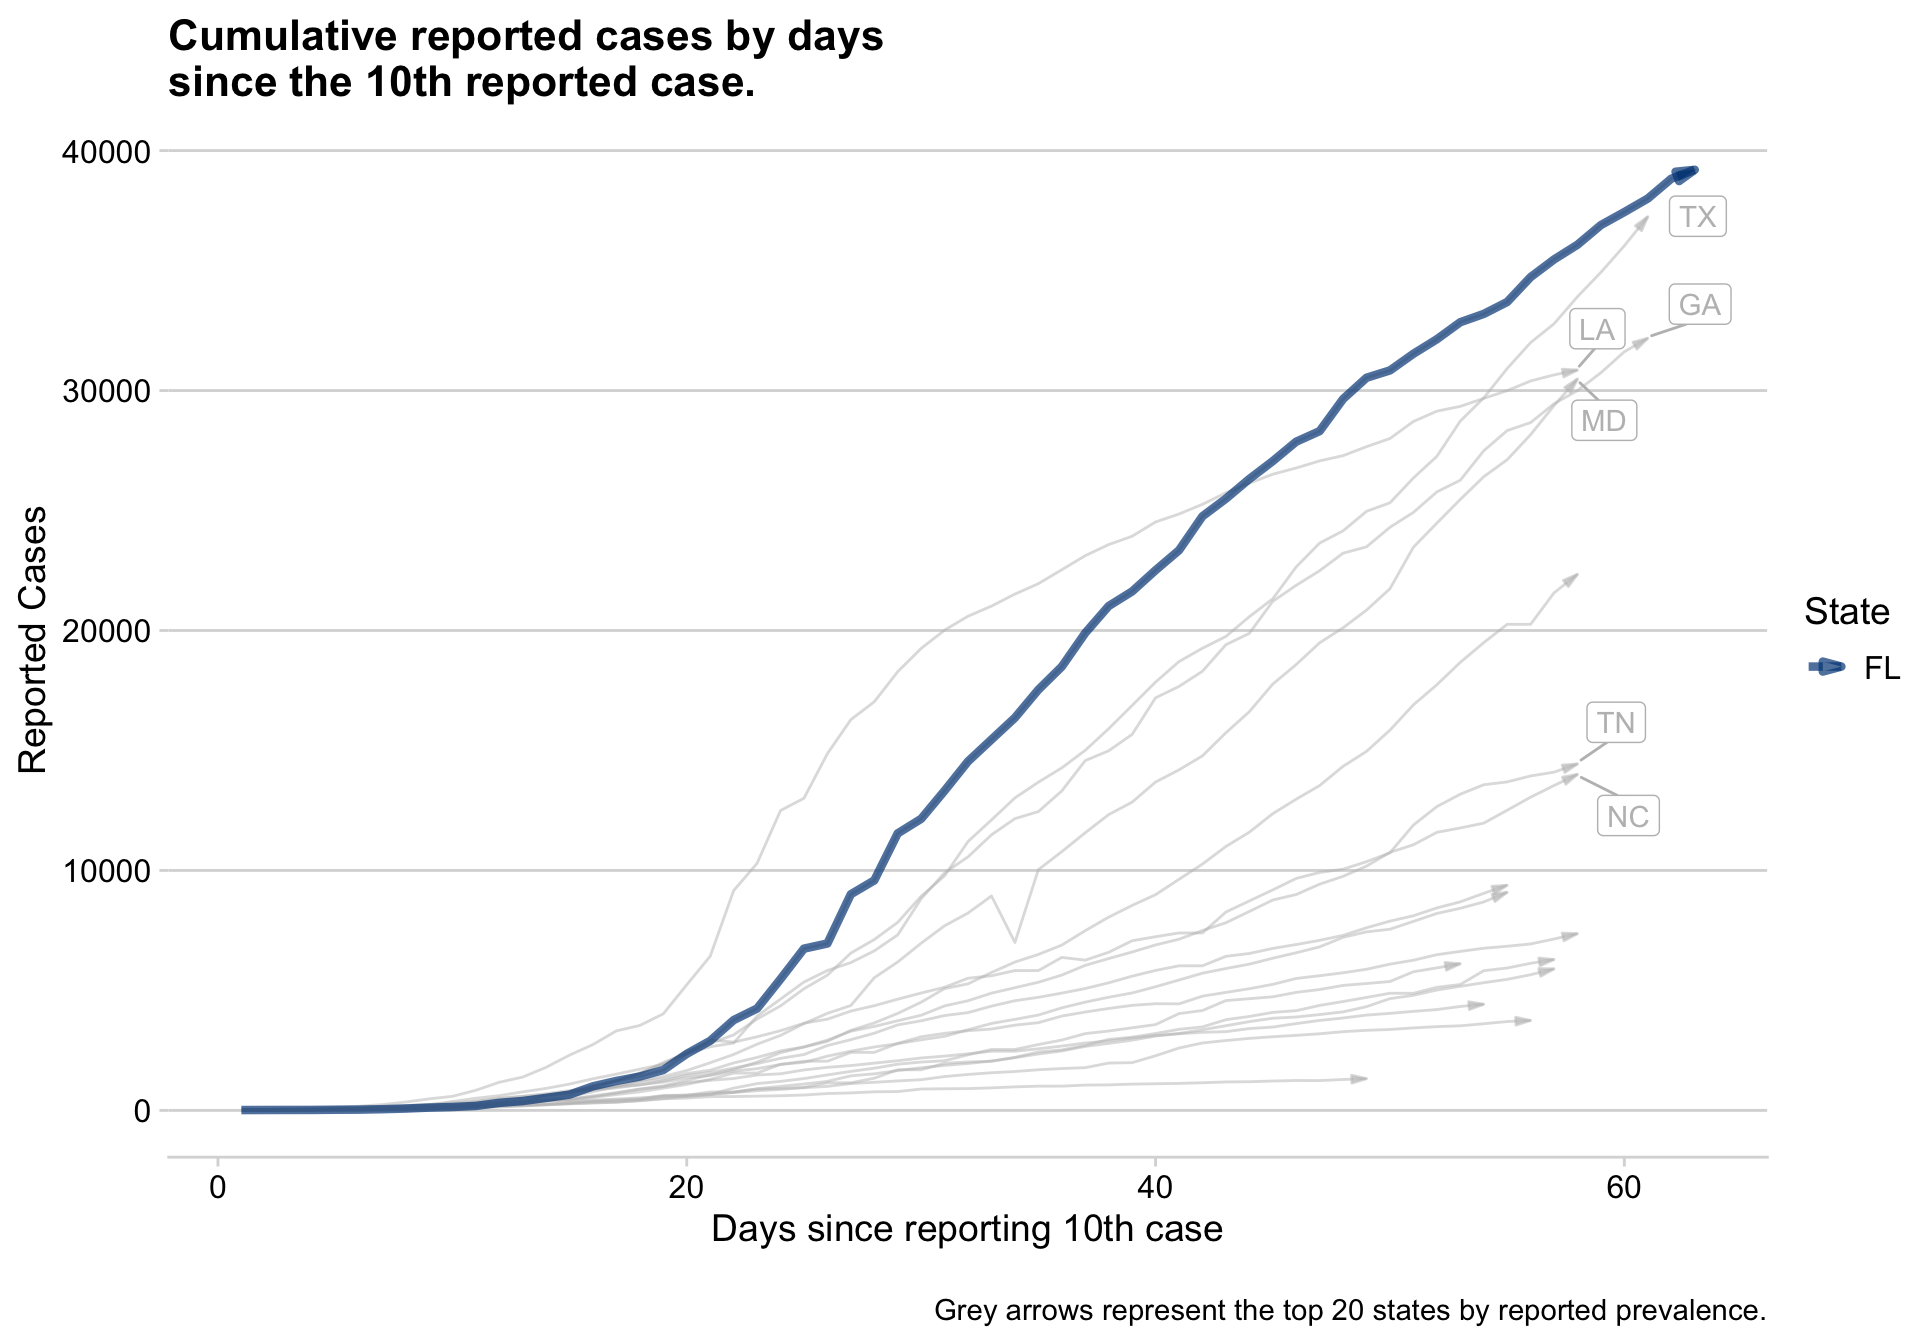 Cumulative reported cases by days
since the 10th reported case.
40000
30000
20000
10000
0
Reported Cases
TX
GA
LA
MD
TN
NC
State
FL
0 20 40 60
Days since reporting 10th case
Grey arrows represent the top 20 states by reported prevalence.